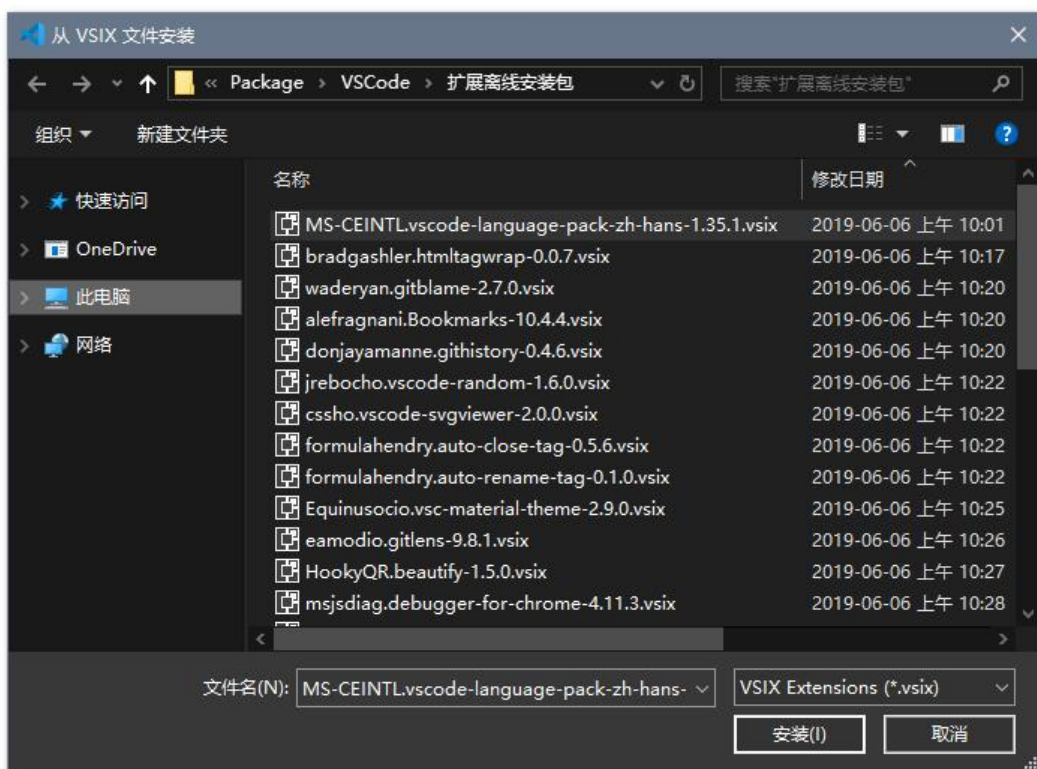 从 VSIX 文件安装
« Package › VSCode › 扩展离线安装包
搜索"扩展离线安装包"
组织 新建文件夹
名称 修改日期
快速访问
OneDrive
此电脑
网络
MS-CEINTL.vscode-language-pack-zh-hans-1.35.1.vsix 2019-06-06 上午 10:01
bradgashler.htmltagwrap-0.0.7.vsix 2019-06-06 上午 10:17
waderyan.gitblame-2.7.0.vsix 2019-06-06 上午 10:20
alefragnani.Bookmarks-10.4.4.vsix 2019-06-06 上午 10:20
donjayamanne.githistory-0.4.6.vsix 2019-06-06 上午 10:20
jrebocho.vscode-random-1.6.0.vsix 2019-06-06 上午 10:22
cssho.vscode-svgviewer-2.0.0.vsix 2019-06-06 上午 10:22
formulahendry.auto-close-tag-0.5.6.vsix 2019-06-06 上午 10:22
formulahendry.auto-rename-tag-0.1.0.vsix 2019-06-06 上午 10:22
Equinusocio.vsc-material-theme-2.9.0.vsix 2019-06-06 上午 10:25
eamodio.gitlens-9.8.1.vsix 2019-06-06 上午 10:26
HookyQR.beautify-1.5.0.vsix 2019-06-06 上午 10:27
msjsdiag.debugger-for-chrome-4.11.3.vsix 2019-06-06 上午 10:28
文件名(N): MS-CEINTL.vscode-language-pack-zh-hans- VSIX Extensions (*.vsix)
安装(I) 取消